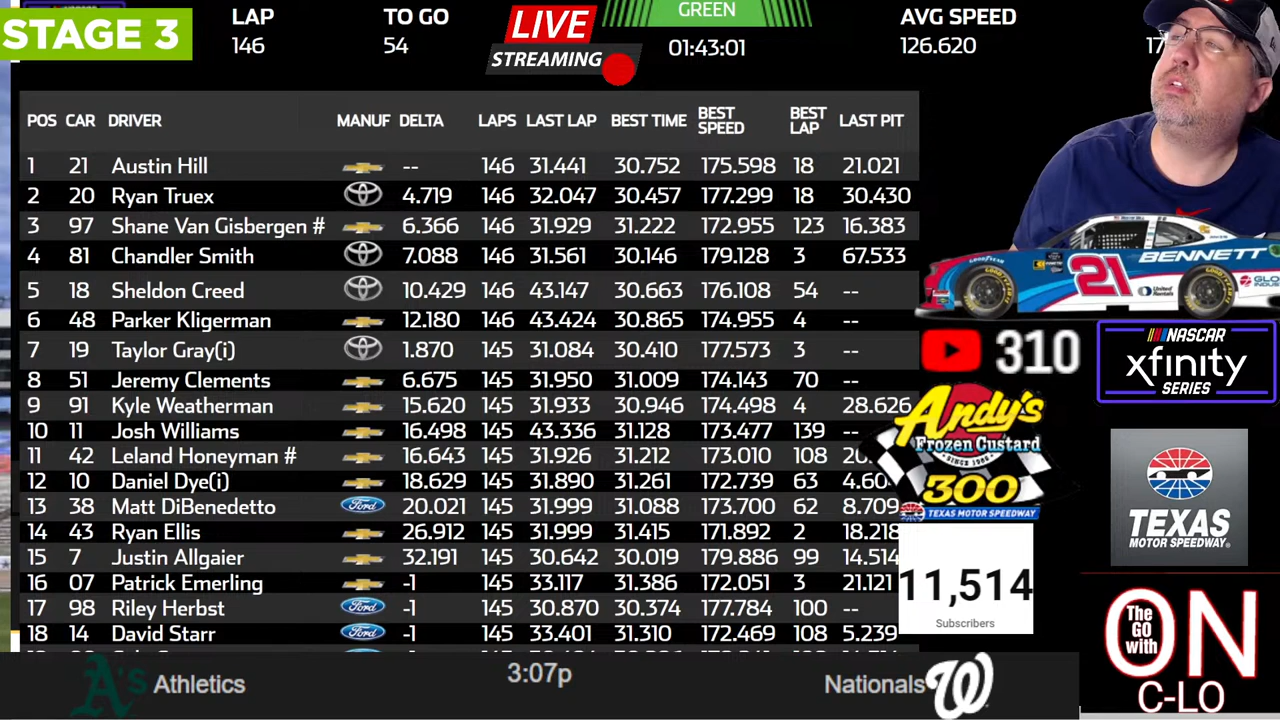 STAGE 3
LAP
146
TO GO
54
LIVE
STREAMING
GREEN
01:43:01
AVG SPEED
126.620
POS CAR DRIVER MANUF DELTA LAPS LAST LAP BEST TIME BEST SPEED BEST LAP LAST PIT
1 21 Austin Hill -- 146 31.441 30.752 175.598 18 21.021
2 20 Ryan Truex 4.719 146 32.047 30.457 177.299 18 30.430
3 97 Shane Van Gisbergen # 6.366 146 31.929 31.222 172.955 123 16.383
4 81 Chandler Smith 7.088 146 31.561 30.146 179.128 3 67.533
5 18 Sheldon Creed 10.429 146 43.147 30.663 176.108 54 --
6 48 Parker Kligerman 12.180 146 43.424 30.865 174.955 4 --
7 19 Taylor Gray(i) 1.870 145 31.084 30.410 177.573 3 --
8 51 Jeremy Clements 6.675 145 31.950 31.009 174.143 70 --
9 91 Kyle Weatherman 15.620 145 31.933 30.946 174.498 4 28.626
10 11 Josh Williams 16.498 145 43.336 31.128 173.477 139 --
11 42 Leland Honeyman # 16.643 145 31.926 31.212 173.010 108
12 10 Daniel Dye(i) 18.629 145 31.890 31.261 172.739 63 4.60
13 38 Matt DiBenedetto Ford 20.021 145 31.999 31.088 173.700 62 8.709
14 43 Ryan Ellis 26.912 145 31.999 31.415 171.892 2 18.218
15 7 Justin Allgaier 32.191 145 30.642 30.019 179.886 99 14.514
16 07 Patrick Emerling -1 145 33.117 31.386 172.051 3 21.121
17 98 Riley Herbst Ford -1 145 30.870 30.374 177.784 100 --
18 14 David Starr Ford -1 145 33.401 31.310 172.469 108 5.239
BENNETT
21
United Rentals
310
NASCAR
xfinity
SERIES
Andy's
Frozen Custard
SINCE 1986
300
TEXAS MOTOR SPEEDWAY
TEXAS
MOTOR SPEEDWAY
11,514
Subscribers
The
GO
with
ON
C-LO
A's Athletics
3:07p
Nationals W